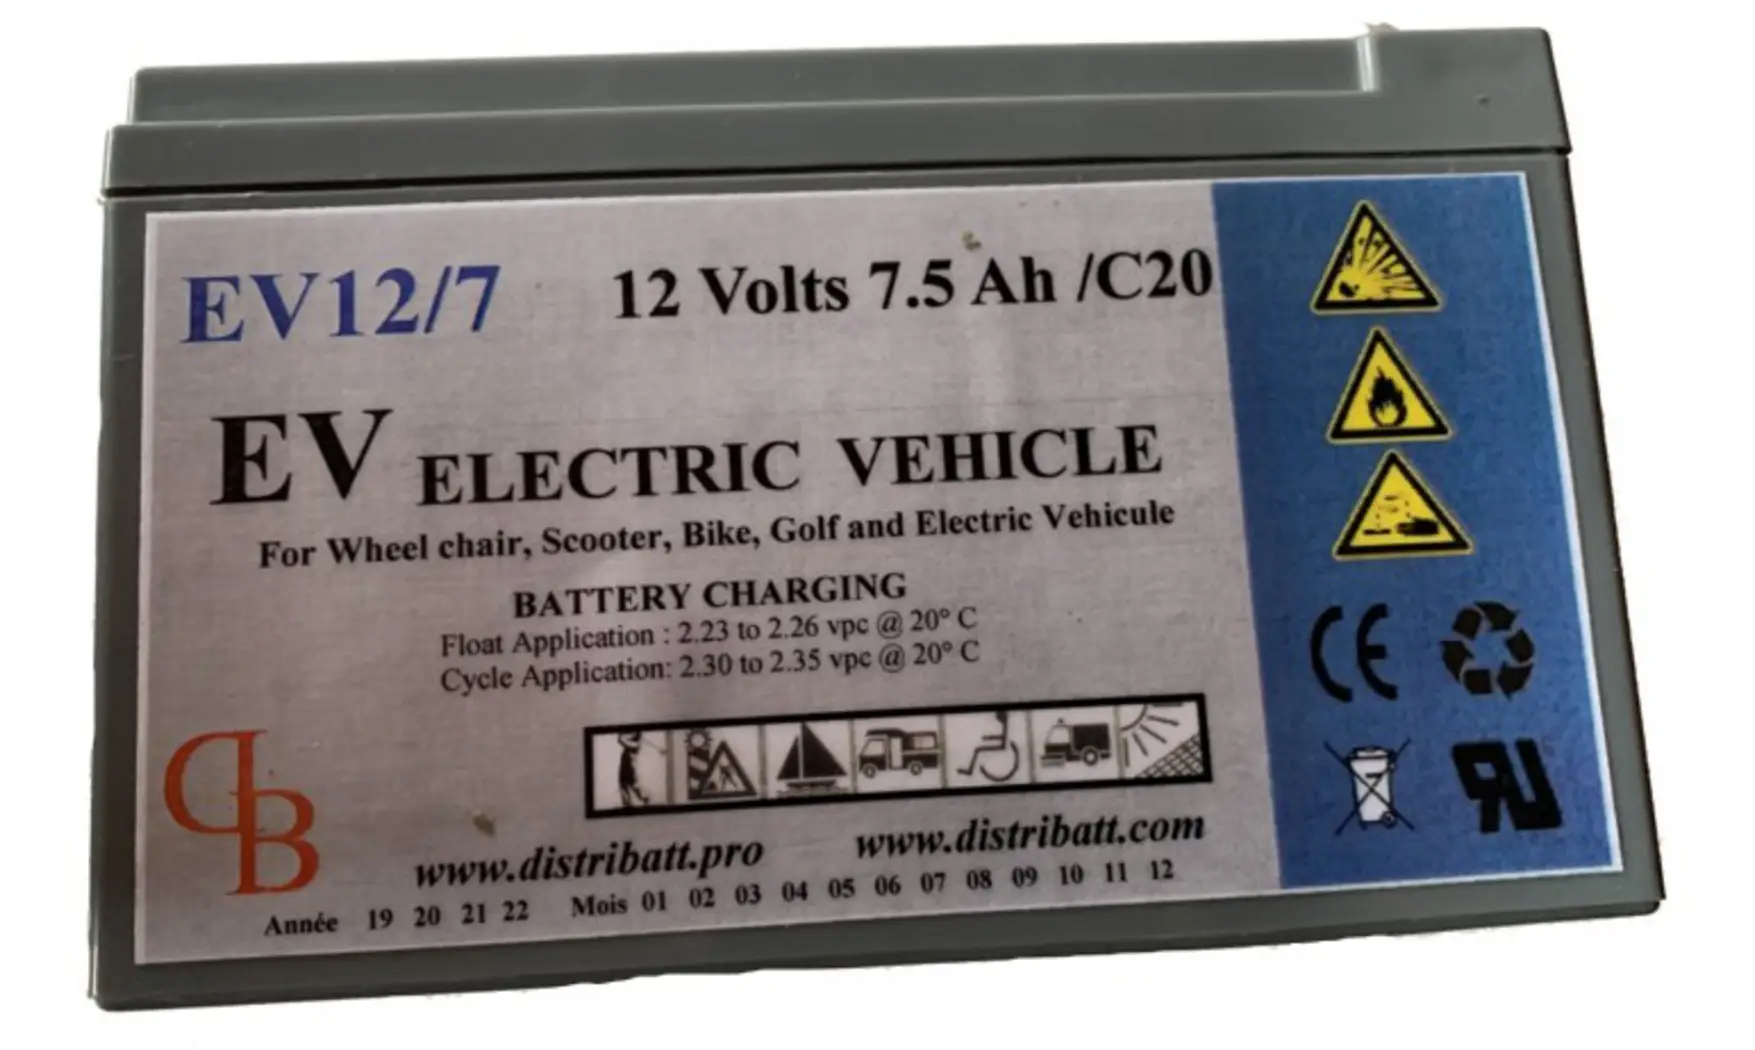 EV12/7 12 Volts 7.5 Ah /C20
EV ELECTRIC VEHICLE
For Wheel chair, Scooter, Bike, Golf and Electric Vehicule
BATTERY CHARGING
Float Application : 2.23 to 2.26 vpc @ 20° C
Cycle Application: 2.30 to 2.35 vpc @ 20° C
CE
DB
www.distribatt.pro www.distribatt.com
Année 19 20 21 22 Mois 01 02 03 04 05 06 07 08 09 10 11 12